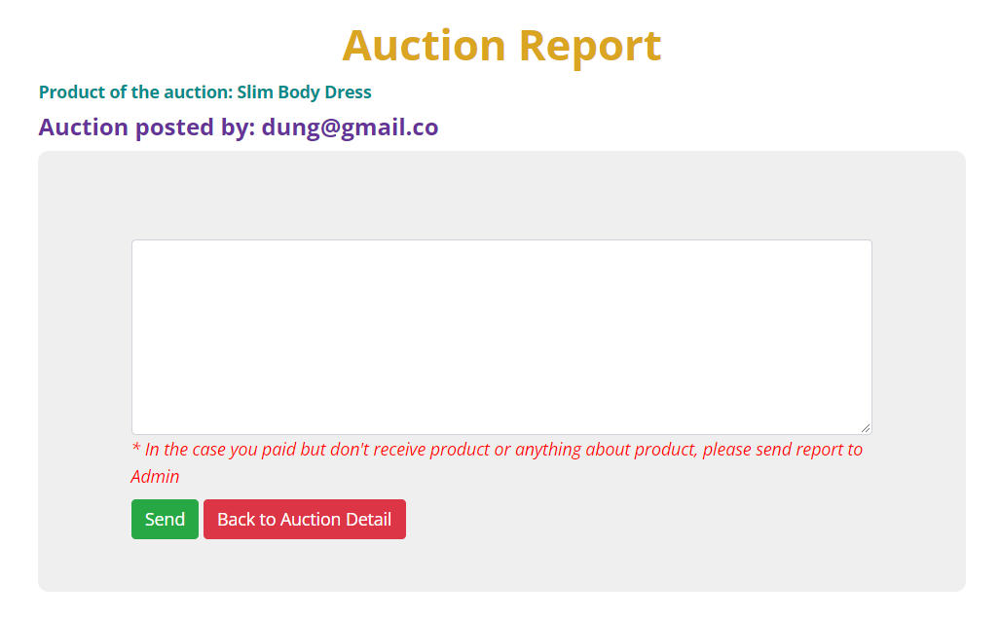 Auction Report
Product of the auction: Slim Body Dress
Auction posted by: dung@gmail.co
* In the case you paid but don't receive product or anything about product, please send report to
Admin
Send Back to Auction Detail